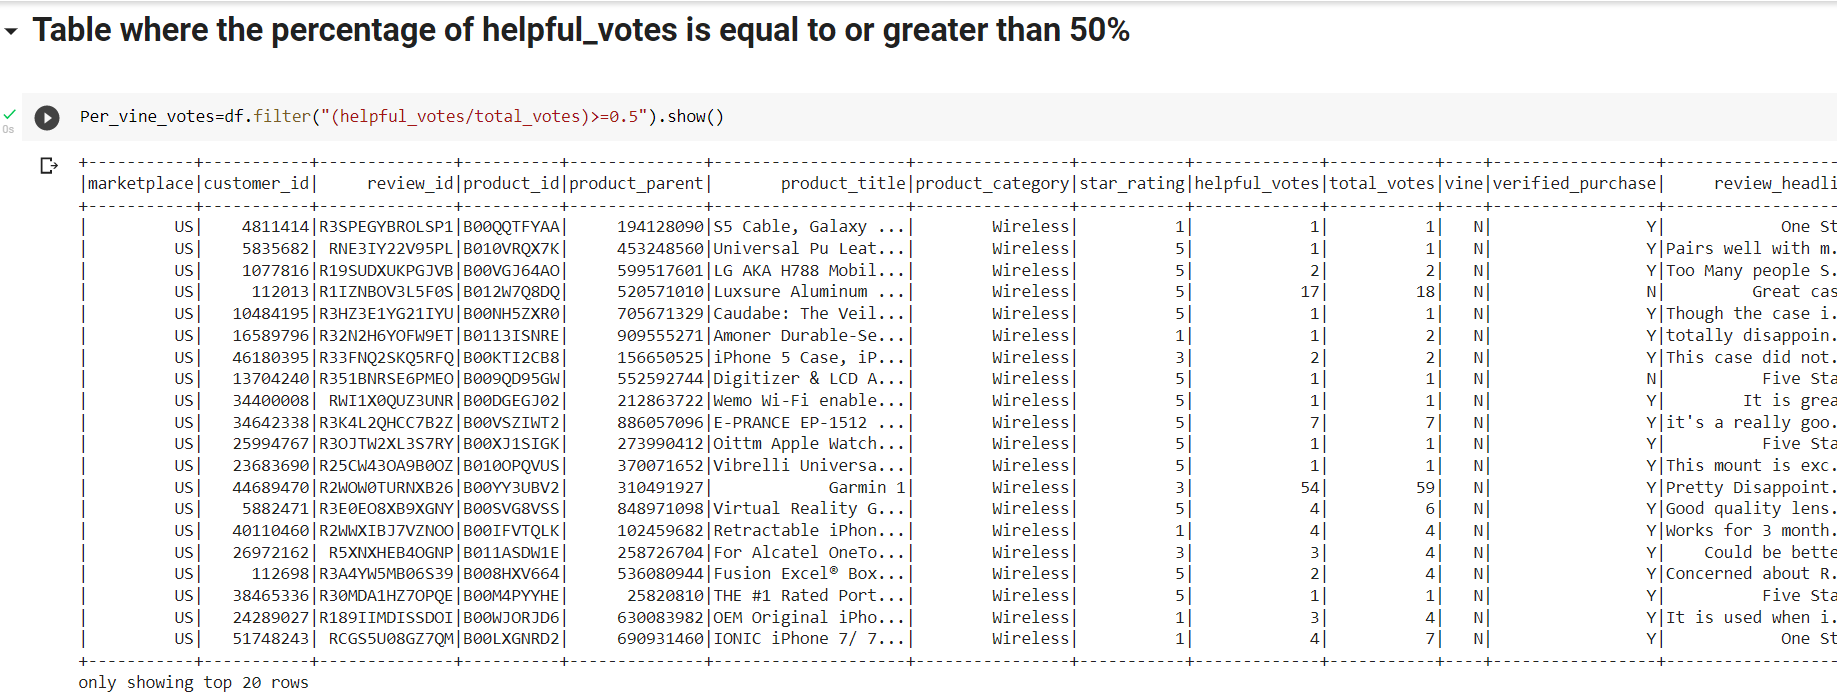 Table where the percentage of helpful_votes is equal to or greater than 50%
Per_vine_votes=df.filter("(helpful_votes/total_votes)>=0.5").show()
0s
+-----------+-----------+--------------+----------+--------------+--------------------+----------------+-----------+-------------+-----------+----+-----------------+-----------------
|marketplace|customer_id|     review_id|product_id|product_parent|       product_title|product_category|star_rating|helpful_votes|total_votes|vine|verified_purchase|     review_headli
+-----------+-----------+--------------+----------+--------------+--------------------+----------------+-----------+-------------+-----------+----+-----------------+-----------------
|         US|    4811414|R3SPEGYBROLSP1|B00QQTFYAA|     194128090|S5 Cable, Galaxy ...|        Wireless|          1|            1|          1|   N|                Y|           One St
|         US|    5835682| RNE3IY22V95PL|B010VRQX7K|     453248560|Universal Pu Leat...|        Wireless|          5|            1|          1|   N|                Y|Pairs well with m.
|         US|    1077816|R19SUDXUKPGJVB|B00VGJ64AO|     599517601|LG AKA H788 Mobil...|        Wireless|          5|            2|          2|   N|                Y|Too Many people S.
|         US|     112013|R1IZNBOV3L5F0S|B012W7Q8DQ|     520571010|Luxsure Aluminum ...|        Wireless|          5|           17|         18|   N|                N|        Great cas
|         US|   10484195|R3HZ3E1YG21IYU|B00NH5ZXR0|     705671329|Caudabe: The Veil...|        Wireless|          5|            1|          1|   N|                Y|Though the case i.
|         US|   16589796|R32N2H6YOFW9ET|B0113ISNRE|     909555271|Amoner Durable-Se...|        Wireless|          1|            1|          2|   N|                Y|totally disappoin.
|         US|   46180395|R33FNQ2SKQ5RFQ|B00KTI2CB8|     156650525|iPhone 5 Case, iP...|        Wireless|          3|            2|          2|   N|                Y|This case did not.
|         US|   13704240|R351BNRSE6PMEO|B009QD95GW|     552592744|Digitizer & LCD A...|        Wireless|          5|            1|          1|   N|                N|         Five Sta
|         US|   34400008| RWI1X0QUZ3UNR|B00DGEGJ02|     212863722|Wemo Wi-Fi enable...|        Wireless|          5|            1|          1|   N|                Y|       It is grea
|         US|   34642338|R3K4L2QHCC7B2Z|B00VSZIWT2|     886057096|E-PRANCE EP-1512 ...|        Wireless|          5|            7|          7|   N|                Y|it's a really goo.
|         US|   25994767|R3OJTW2XL3S7RY|B00XJ1SIGK|     273990412|Oittm Apple Watch...|        Wireless|          5|            1|          1|   N|                Y|         Five Sta
|         US|   23683690|R25CW43OA9B0OZ|B010OPQVUS|     370071652|Vibrelli Universa...|        Wireless|          5|            1|          1|   N|                Y|This mount is exc.
|         US|   44689470|R2WOW0TURNXB26|B00YY3UBV2|     310491927|            Garmin 1|        Wireless|          3|           54|         59|   N|                Y|Pretty Disappoint.
|         US|    5882471|R3E0EO8XB9XGNY|B00SVG8VSS|     848971098|Virtual Reality G...|        Wireless|          5|            4|          6|   N|                Y|Good quality lens.
|         US|   40110460|R2WWXIBJ7VZNOO|B00IFVTQLK|     102459682|Retractable iPhon...|        Wireless|          1|            4|          4|   N|                Y|Works for 3 month.
|         US|   26972162| R5XNXHEB4OGNP|B011ASDW1E|     258726704|For Alcatel OneTo...|        Wireless|          3|            3|          4|   N|                Y|    Could be bette
|         US|     112698|R3A4YW5MB06S39|B008HXV664|     536080944|Fusion Excel® Box...|        Wireless|          5|            2|          4|   N|                Y|Concerned about R.
|         US|   38465336|R30MDA1HZ7OPQE|B00M4PYYHE|      25820810|THE #1 Rated Port...|        Wireless|          5|            1|          1|   N|                Y|         Five Sta
|         US|   24289027|R189IIMDISSDOI|B00WJORJD6|     630083982|OEM Original iPho...|        Wireless|          1|            3|          4|   N|                Y|It is used when i.
|         US|   51748243| RCGS5U08GZ7QM|B00LXGNRD2|     690931460|IONIC iPhone 7/ 7...|        Wireless|          1|            4|          7|   N|                Y|           One St
+-----------+-----------+--------------+----------+--------------+--------------------+----------------+-----------+-------------+-----------+----+-----------------+-----------------
only showing top 20 rows